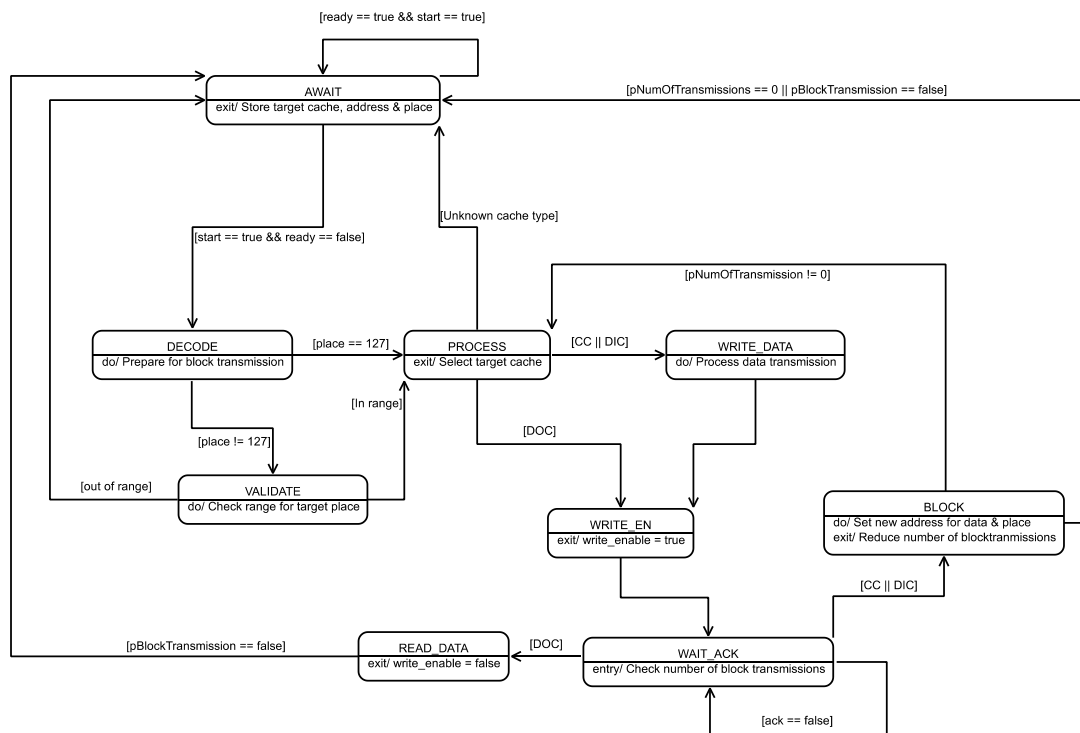 [ready == true && start == true]
AWAIT
exit/ Store target cache, address & place
[pNumOfTransmissions == 0 || pBlockTransmission == false]
[Unknown cache type]
[start == true && ready == false]
[pNumOfTransmission != 0]
DECODE
do/ Prepare for block transmission
[place == 127]
PROCESS
exit/ Select target cache
[CC || DIC]
WRITE_DATA
do/ Process data transmission
[In range]
[place != 127]
[DOC]
[out of range]
VALIDATE
do/ Check range for target place
WRITE_EN
exit/ write_enable = true
BLOCK
do/ Set new address for data & place
exit/ Reduce number of blocktranmissions
[CC || DIC]
[pBlockTransmission == false]
READ_DATA
exit/ write_enable = false
[DOC]
WAIT_ACK
entry/ Check number of block transmissions
[ack == false]